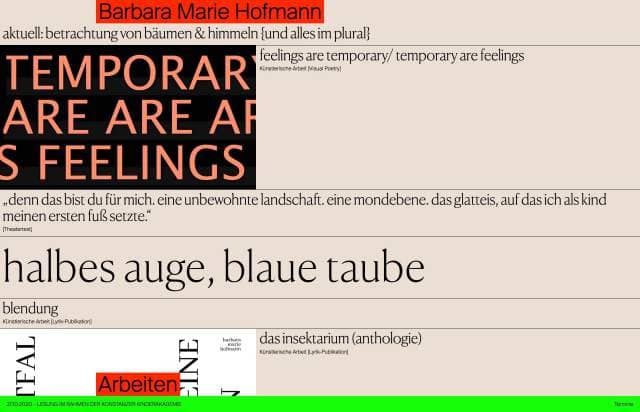 Barbara Marie Hofmann
aktuell: betrachtung von bäumen & himmeln {und alles im plural}
feelings are temporary/ temporary are feelings
Künstlerische Arbeit [Visual Poetry]
TEMPORARY
ARE ARE AR
S FEELINGS
„denn das bist du für mich. eine unbewohnte landschaft. eine mondebene. das glatteis, auf das ich als kind
meinen ersten fuß setzte.“
[Theatertext]
halbes auge, blaue taube
blendung
Künstlerische Arbeit [Lyrik-Publikation]
das insektarium (anthologie)
Künstlerische Arbeit [Lyrik-Publikation]
TFAL
EINE
barbara
marie
hofmann
Arbeiten
27.10.2020 – LESUNG IM RAHMEN DER KONSTANZER KINDERAKADEMIE
Termine